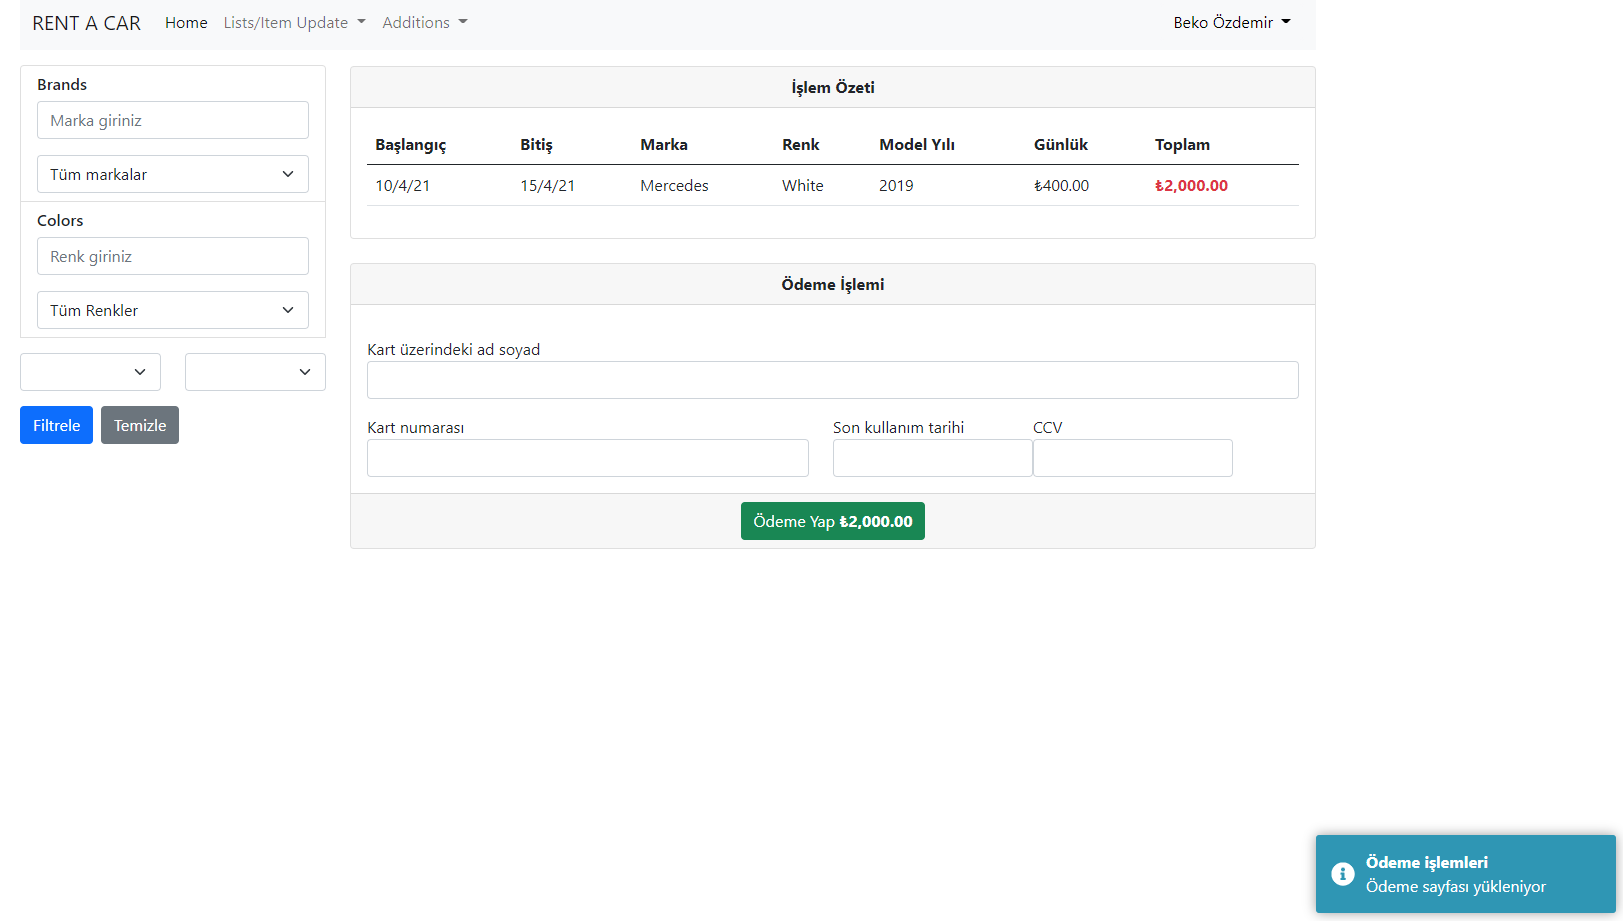 RENT A CAR Home Lists/Item Update Additions Beko Özdemir
Brands
Marka giriniz
Tüm markalar
Colors
Renk giriniz
Tüm Renkler
Filtrele Temizle
İşlem Özeti
Başlangıç Bitiş Marka Renk Model Yılı Günlük Toplam
10/4/21 15/4/21 Mercedes White 2019 ₺400.00 ₺2,000.00
Ödeme İşlemi
Kart üzerindeki ad soyad
Kart numarası Son kullanım tarihi CCV
Ödeme Yap ₺2,000.00
Ödeme işlemleri
Ödeme sayfası yükleniyor